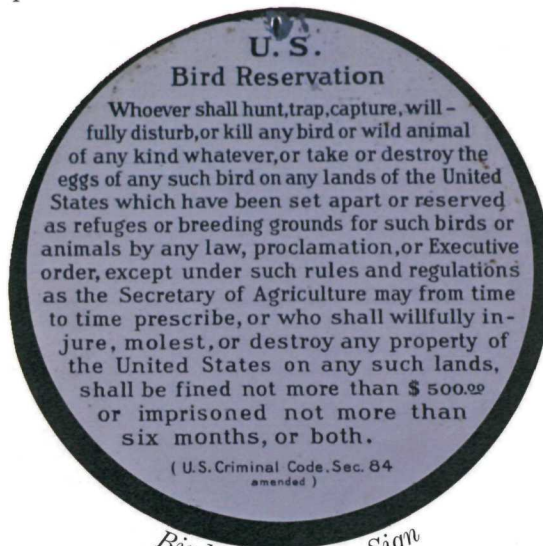 U. S.
Bird Reservation
Whoever shall hunt,trap,capture,will-
fully disturb,or kill any bird or wild animal
of any kind whatever,or take or destroy the
eggs of any such bird on any lands of the United
States which have been set apart or reserved
as refuges or breeding grounds for such birds or
animals by any law, proclamation,or Executive
order, except under such rules and regulations
as the Secretary of Agriculture may from time
to time prescribe, or who shall willfully in-
jure, molest, or destroy any property of
the United States on any such lands,
shall be fined not more than $ 500.00
or imprisoned not more than
six months, or both.
( U.S. Criminal Code. Sec. 84
amended )
Sign